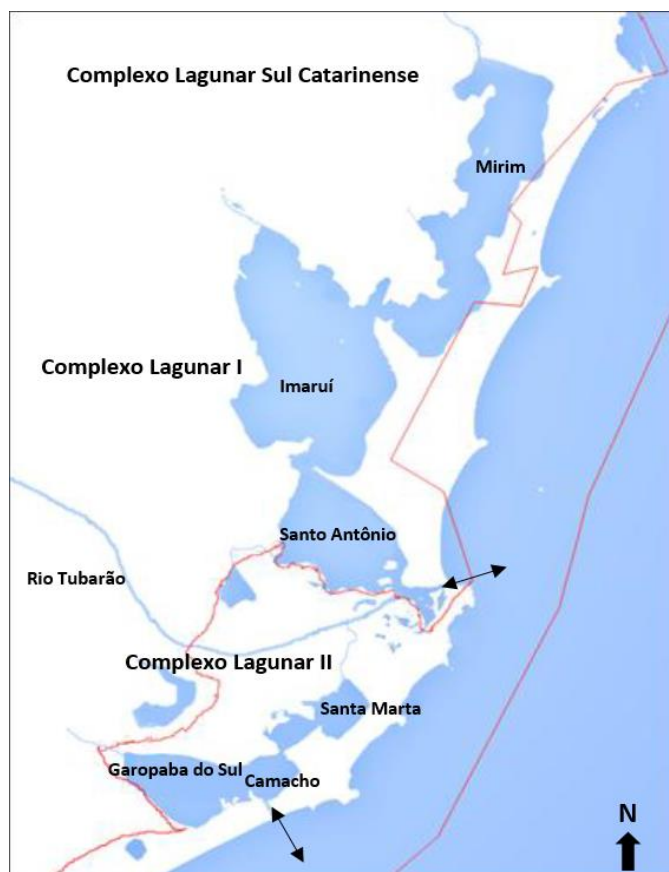 Complexo Lagunar Sul Catarinense
Mirim
Complexo Lagunar I
Imaruí
Santo Antônio
Rio Tubarão
Complexo Lagunar II
Santa Marta
Garopaba do Sul
Camacho
N